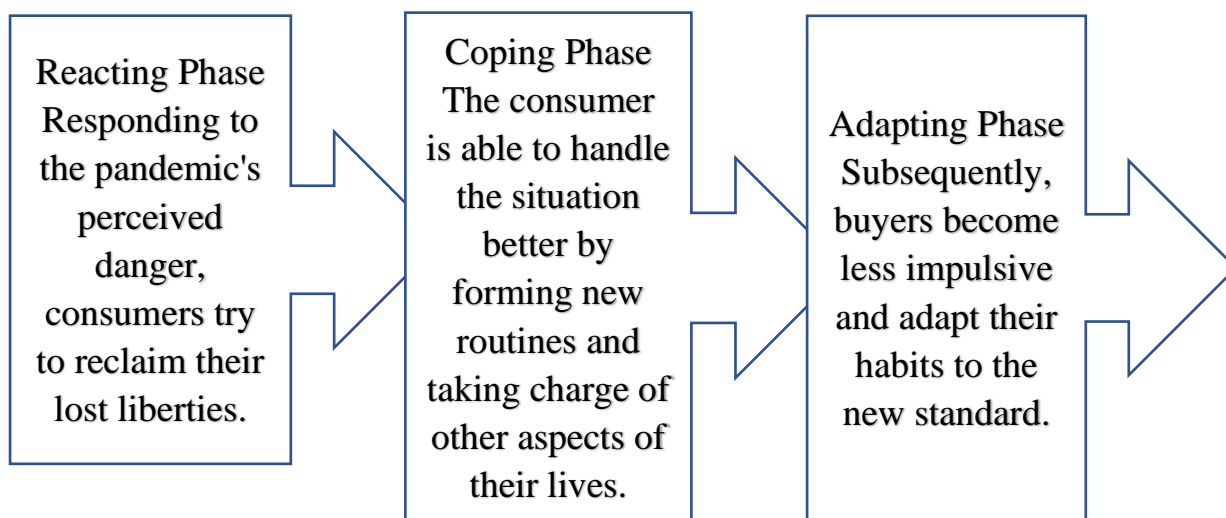 Reacting Phase
Responding to
the pandemic's
perceived
danger,
consumers try
to reclaim their
lost liberties.
Coping Phase
The consumer
is able to handle
the situation
better by
forming new
routines and
taking charge of
other aspects of
their lives.
Adapting Phase
Subsequently,
buyers become
less impulsive
and adapt their
habits to the
new standard.